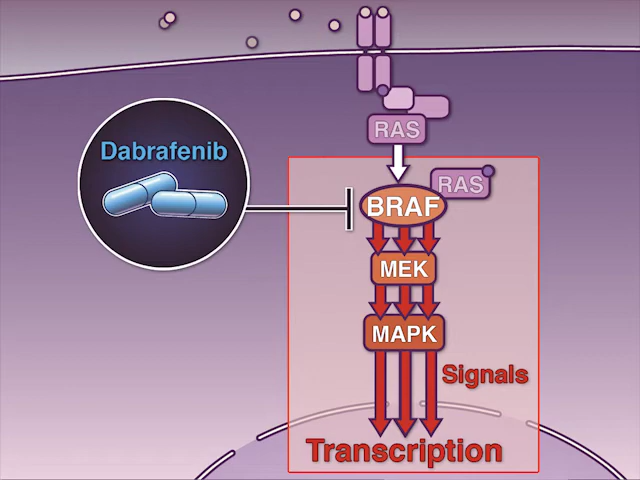 RAS
Dabrafenib
RAS
BRAF
MEK
MAPK
Signals
Transcription